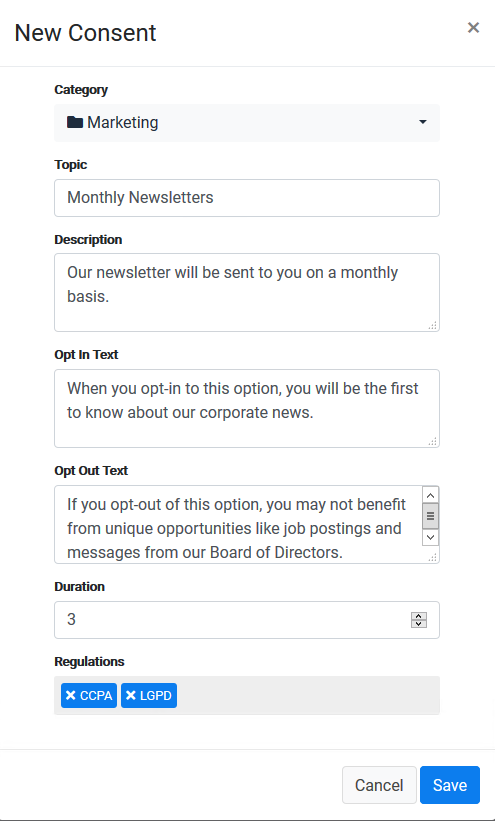 New Consent
Category
Marketing
Topic
Monthly Newsletters
Description
Our newsletter will be sent to you on a monthly
basis.
Opt In Text
When you opt-in to this option, you will be the first
to know about our corporate news.
Opt Out Text
If you opt-out of this option, you may not benefit
from unique opportunities like job postings and
messages from our Board of Directors.
Duration
3
Regulations
CCPA LGPD
Cancel Save